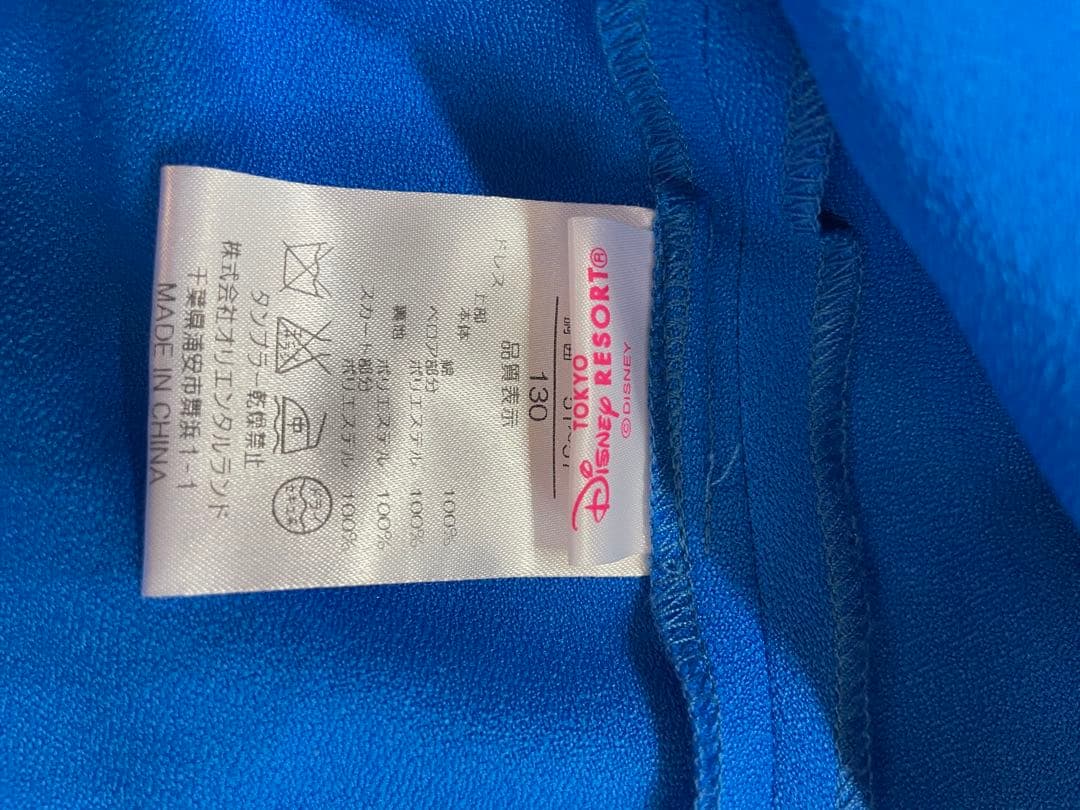 TOKYO
DISNEY RESORT®
© DISNEY
胸囲
130
品質表示
ドレス
上部
本体 綿 100%
ベロア部分
ポリエステル 100%
裏地 ポリエステル 100%
スカート部分
ポリエステル 100%
タンブラー乾燥禁止
株式会社オリエンタルランド
千葉県浦安市舞浜1-1
MADE IN CHINA